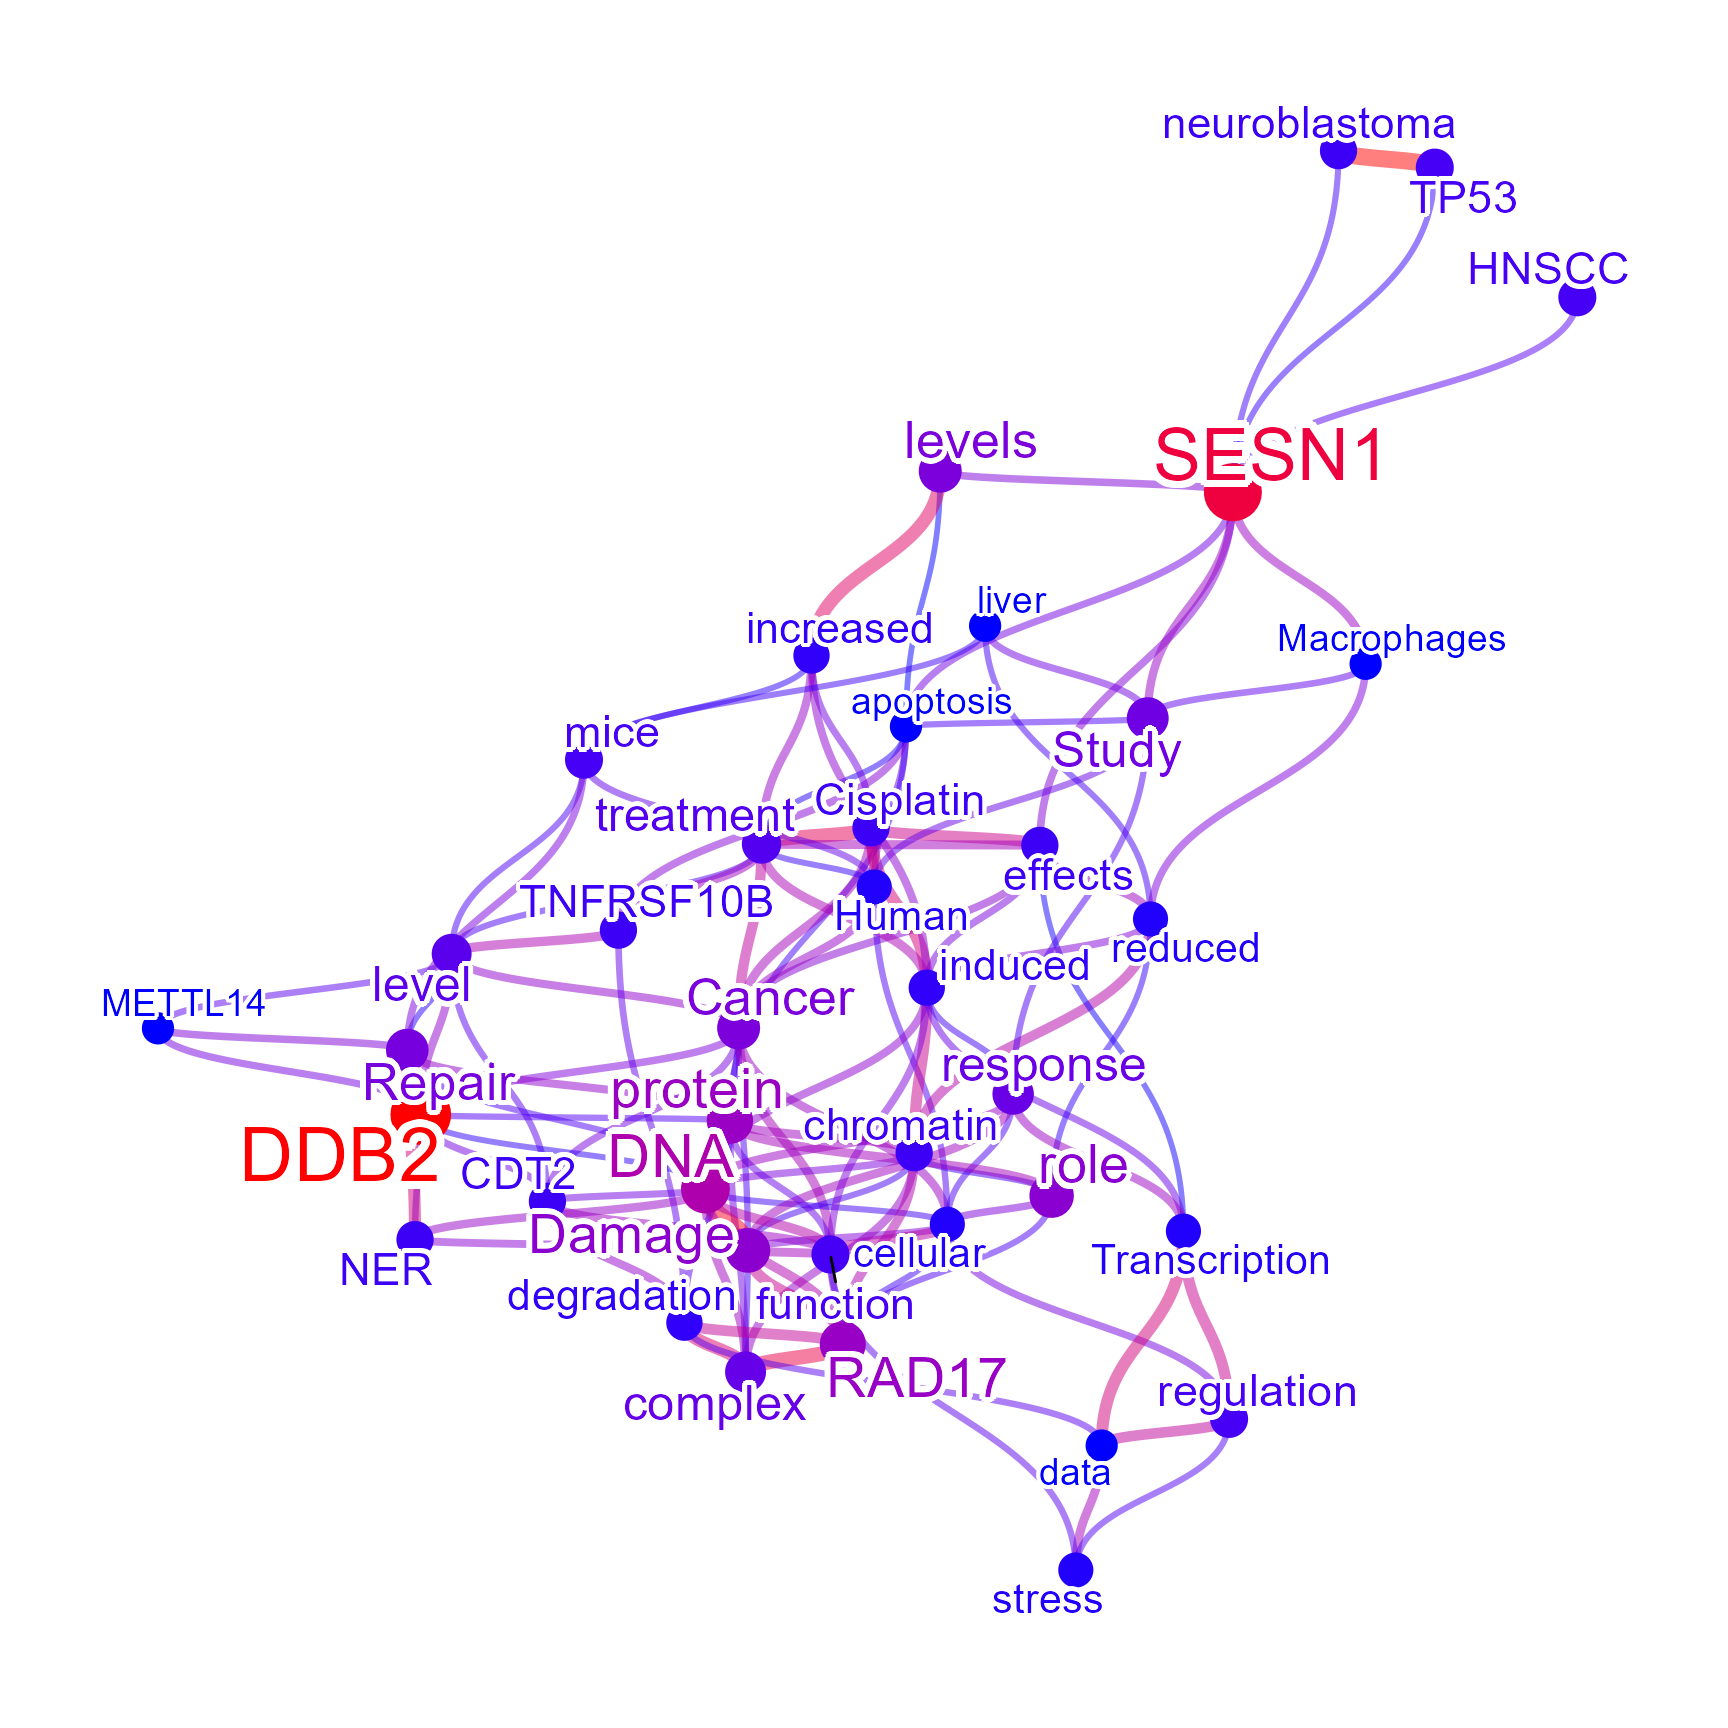 neuroblastoma
TP53
HNSCC
levels
SESN1
liver
increased
Macrophages
apoptosis
mice
Study
Cisplatin
treatment
effects
TNFRSF10B
Human
reduced
induced
level
METTL14
Cancer
response
Repair
protein
chromatin
DDB2
DNA
role
CDT2
Damage
cellular
Transcription
NER
degradation
function
RAD17
complex
regulation
data
stress